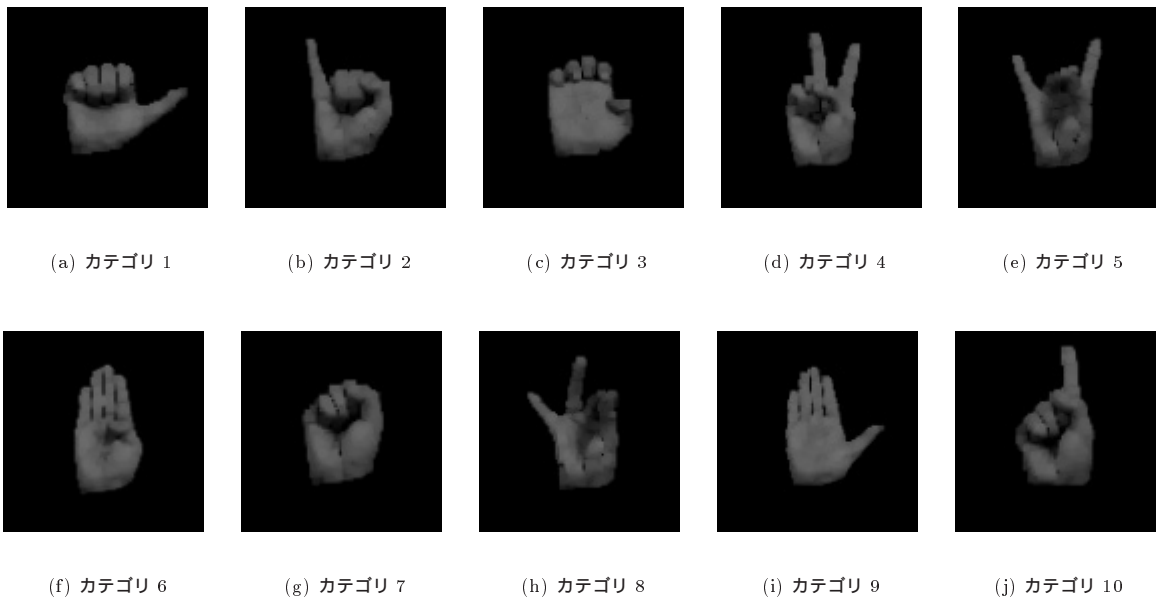 (a) カテゴリ 1
(b) カテゴリ 2
(c) カテゴリ 3
(d) カテゴリ 4
(e) カテゴリ 5
(f) カテゴリ 6
(g) カテゴリ 7
(h) カテゴリ 8
(i) カテゴリ 9
(j) カテゴリ 10